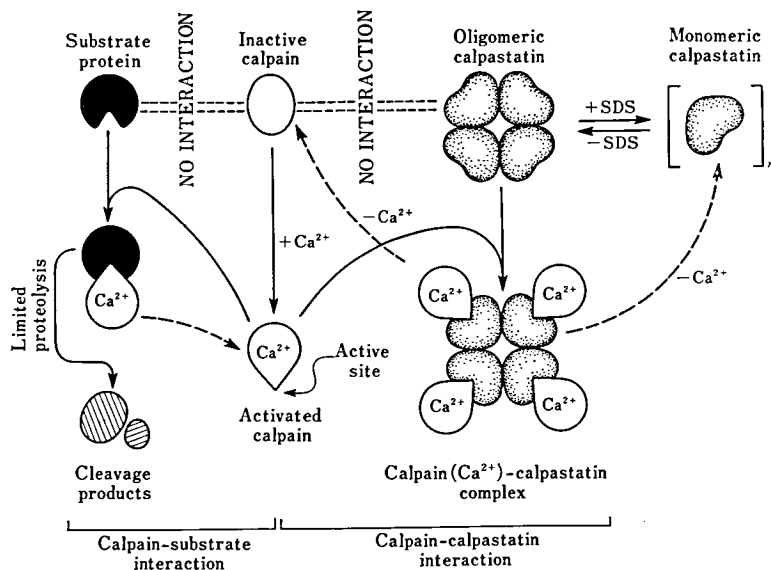 Substrate
protein
Inactive
calpain
Oligomeric
calpastatin
Monomeric
calpastatin
NO INTERACTION
NO INTERACTION
+SDS
−SDS
,
−Ca²⁺
+Ca²⁺
−Ca²⁺
Limited
proteolysis
Ca²⁺
Ca²⁺
Active
site
Ca²⁺
Ca²⁺
Ca²⁺
Ca²⁺
Activated
calpain
Cleavage
products
Calpain(Ca²⁺)-calpastatin
complex
Calpain-substrate
interaction
Calpain-calpastatin
interaction